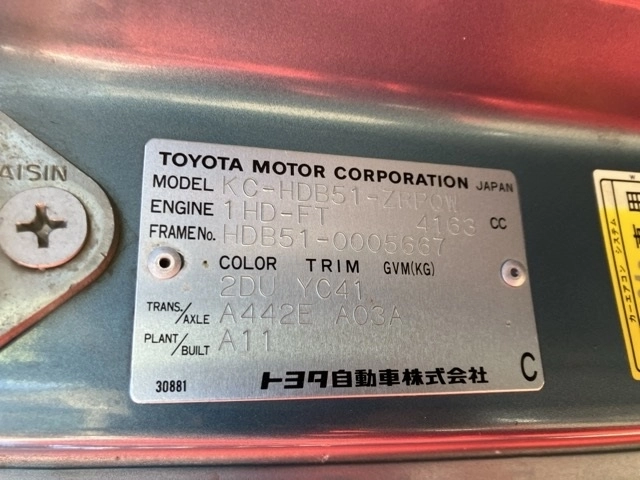 AISIN
TOYOTA MOTOR CORPORATION JAPAN
MODEL KC-HDB51-ZRPQW
ENGINE 1HD-FT 4163 CC
FRAME No. HDB51-0005667
COLOR TRIM GVM(KG)
2DU YC41
TRANS./AXLE A442E A03A
PLANT/BUILT A11
30881 トヨタ自動車株式会社 C